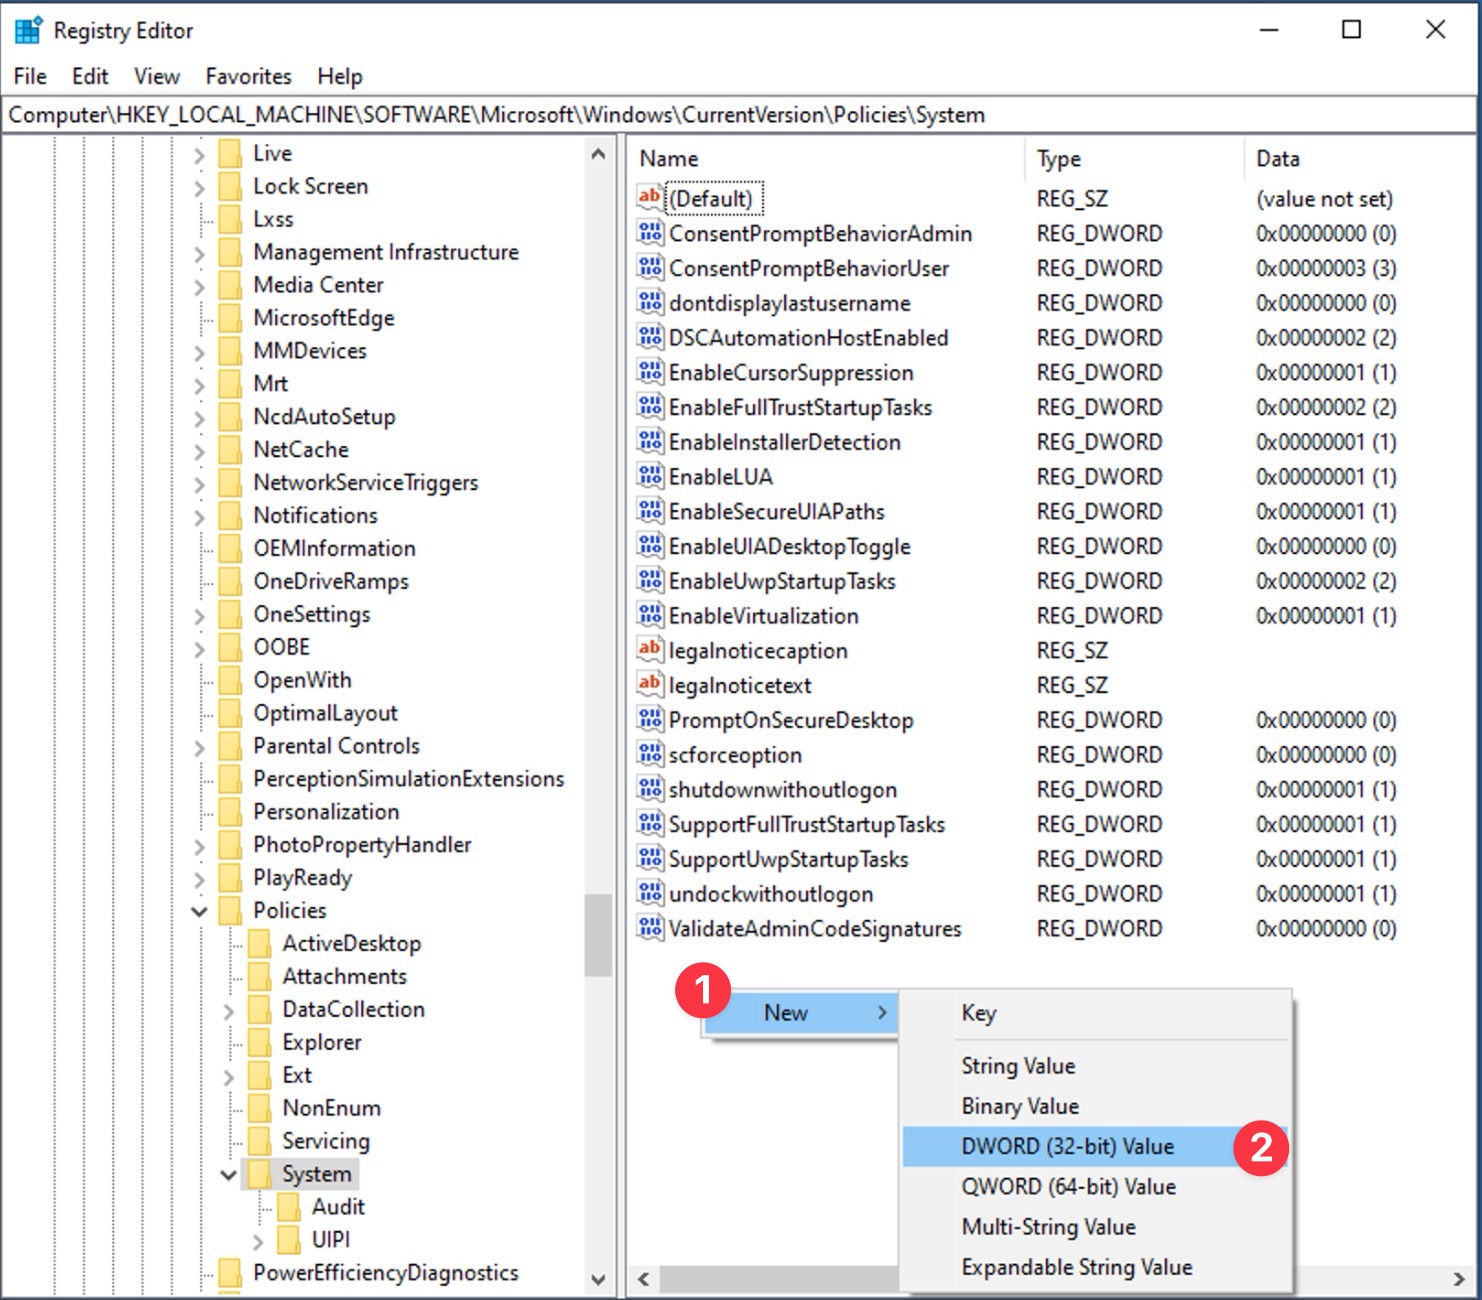 Registry Editor
File Edit View Favorites Help
Computer\HKEY_LOCAL_MACHINE\SOFTWARE\Microsoft\Windows\CurrentVersion\Policies\System
Live
Lock Screen
Lxss
Management Infrastructure
Media Center
MicrosoftEdge
MMDevices
Mrt
NcdAutoSetup
NetCache
NetworkServiceTriggers
Notifications
OEMInformation
OneDriveRamps
OneSettings
OOBE
OpenWith
OptimalLayout
Parental Controls
PerceptionSimulationExtensions
Personalization
PhotoPropertyHandler
PlayReady
Policies
ActiveDesktop
Attachments
DataCollection
Explorer
Ext
NonEnum
Servicing
System
Audit
UIPI
PowerEfficiencyDiagnostics
Name Type Data
ab (Default) REG_SZ (value not set)
ConsentPromptBehaviorAdmin REG_DWORD 0x00000000 (0)
ConsentPromptBehaviorUser REG_DWORD 0x00000003 (3)
dontdisplaylastusername REG_DWORD 0x00000000 (0)
DSCAutomationHostEnabled REG_DWORD 0x00000002 (2)
EnableCursorSuppression REG_DWORD 0x00000001 (1)
EnableFullTrustStartupTasks REG_DWORD 0x00000002 (2)
EnableInstallerDetection REG_DWORD 0x00000001 (1)
EnableLUA REG_DWORD 0x00000001 (1)
EnableSecureUIAPaths REG_DWORD 0x00000001 (1)
EnableUIADesktopToggle REG_DWORD 0x00000000 (0)
EnableUwpStartupTasks REG_DWORD 0x00000002 (2)
EnableVirtualization REG_DWORD 0x00000001 (1)
ab legalnoticecaption REG_SZ
ab legalnoticetext REG_SZ
PromptOnSecureDesktop REG_DWORD 0x00000000 (0)
scforceoption REG_DWORD 0x00000000 (0)
shutdownwithoutlogon REG_DWORD 0x00000001 (1)
SupportFullTrustStartupTasks REG_DWORD 0x00000001 (1)
SupportUwpStartupTasks REG_DWORD 0x00000001 (1)
undockwithoutlogon REG_DWORD 0x00000001 (1)
ValidateAdminCodeSignatures REG_DWORD 0x00000000 (0)
1
New
Key
String Value
Binary Value
DWORD (32-bit) Value 2
QWORD (64-bit) Value
Multi-String Value
Expandable String Value